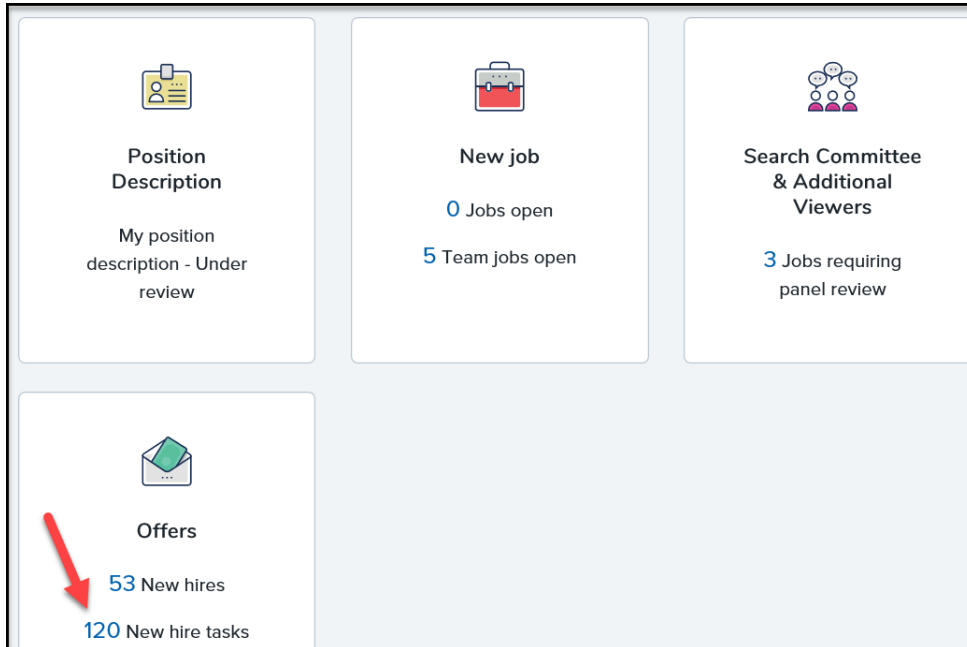 Position
Description
My position
description - Under
review
New job
0 Jobs open
5 Team jobs open
Search Committee
& Additional
Viewers
3 Jobs requiring
panel review
Offers
53 New hires
120 New hire tasks